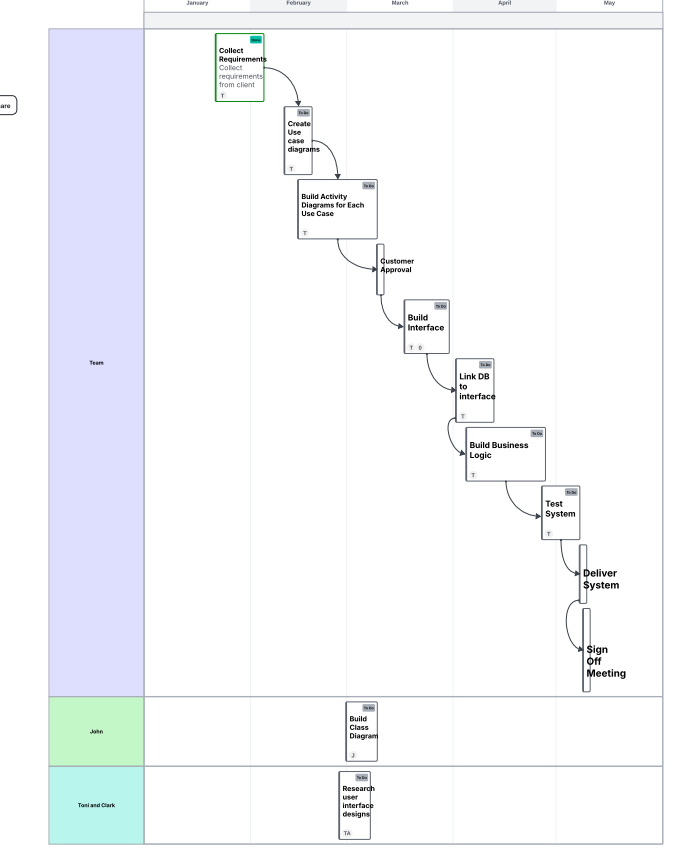 January
February
March
April
May
are
Team
Done
Collect
Requirements
Collect
requirements
from client
T
To Do
Create
Use
case
diagrams
T
To Do
Build Activity
Diagrams for Each
Use Case
T
Customer
Approval
To Do
Build
Interface
T
To Do
Link DB
to
interface
T
To Do
Build Business
Logic
T
To Do
Test
System
T
Deliver
System
Sign
Off
Meeting
John
To Do
Build
Class
Diagram
J
Toni and Clark
To Do
Research
user
interface
designs
TA